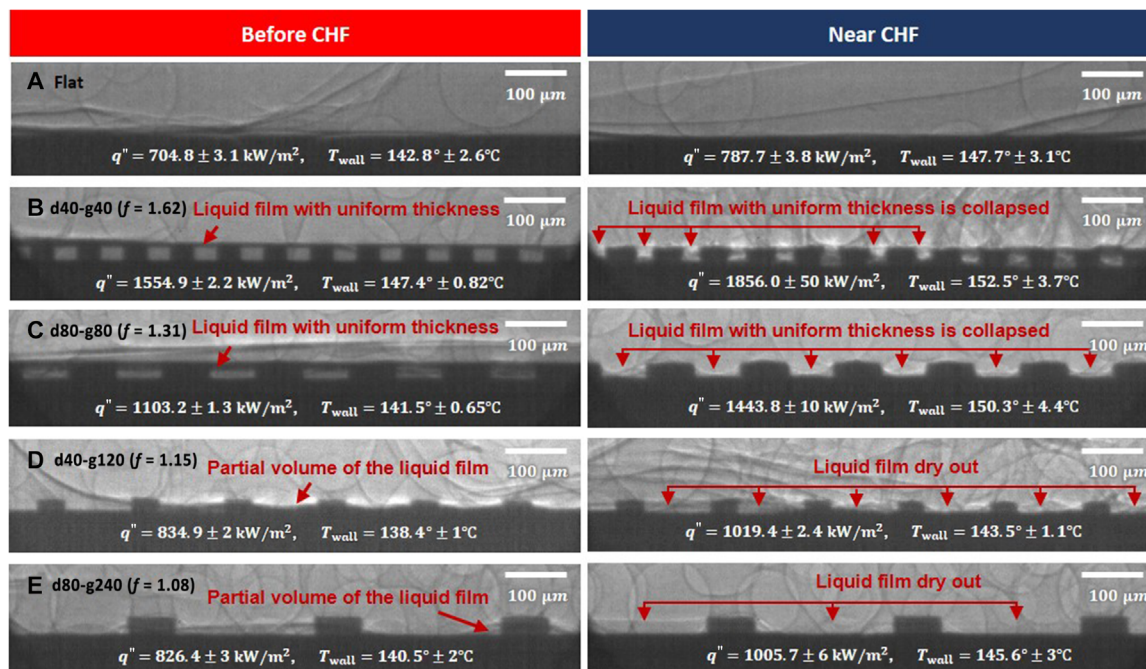 Before CHF
Near CHF
A Flat
100 μm
q" = 704.8 ± 3.1 kW/m², T_wall = 142.8° ± 2.6°C
100 μm
q" = 787.7 ± 3.8 kW/m², T_wall = 147.7° ± 3.1°C
B d40-g40 (f = 1.62)
Liquid film with uniform thickness
100 μm
q" = 1554.9 ± 2.2 kW/m², T_wall = 147.4° ± 0.82°C
Liquid film with uniform thickness is collapsed
100 μm
q" = 1856.0 ± 50 kW/m², T_wall = 152.5° ± 3.7°C
C d80-g80 (f = 1.31)
Liquid film with uniform thickness
100 μm
q" = 1103.2 ± 1.3 kW/m², T_wall = 141.5° ± 0.65°C
Liquid film with uniform thickness is collapsed
100 μm
q" = 1443.8 ± 10 kW/m², T_wall = 150.3° ± 4.4°C
D d40-g120 (f = 1.15)
Partial volume of the liquid film
100 μm
q" = 834.9 ± 2 kW/m², T_wall = 138.4° ± 1°C
Liquid film dry out
100 μm
q" = 1019.4 ± 2.4 kW/m², T_wall = 143.5° ± 1.1°C
E d80-g240 (f = 1.08)
Partial volume of the liquid film
100 μm
q" = 826.4 ± 3 kW/m², T_wall = 140.5° ± 2°C
Liquid film dry out
100 μm
q" = 1005.7 ± 6 kW/m², T_wall = 145.6° ± 3°C